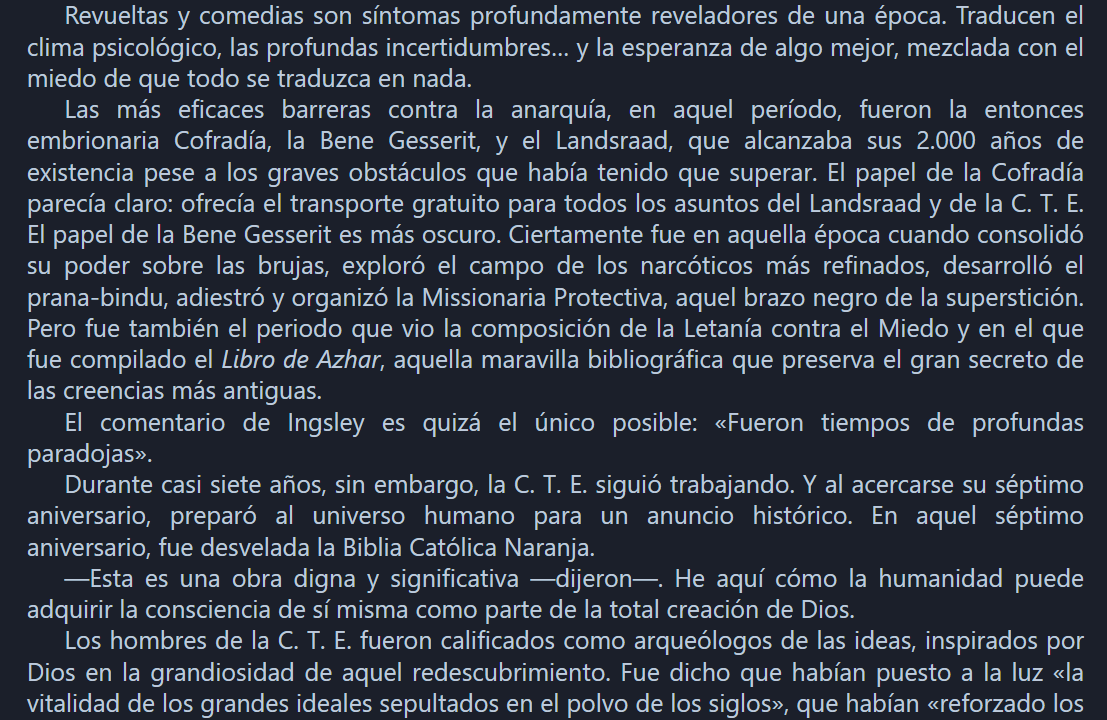 Revueltas y comedias son síntomas profundamente reveladores de una época. Traducen el
clima psicológico, las profundas incertidumbres... y la esperanza de algo mejor, mezclada con el
miedo de que todo se traduzca en nada.
Las más eficaces barreras contra la anarquía, en aquel período, fueron la entonces
embrionaria Cofradía, la Bene Gesserit, y el Landsraad, que alcanzaba sus 2.000 años de
existencia pese a los graves obstáculos que había tenido que superar. El papel de la Cofradía
parecía claro: ofrecía el transporte gratuito para todos los asuntos del Landsraad y de la C. T. E.
El papel de la Bene Gesserit es más oscuro. Ciertamente fue en aquella época cuando consolidó
su poder sobre las brujas, exploró el campo de los narcóticos más refinados, desarrolló el
prana-bindu, adiestró y organizó la Missionaria Protectiva, aquel brazo negro de la superstición.
Pero fue también el periodo que vio la composición de la Letanía contra el Miedo y en el que
fue compilado el Libro de Azhar, aquella maravilla bibliográfica que preserva el gran secreto de
las creencias más antiguas.
El comentario de Ingsley es quizá el único posible: «Fueron tiempos de profundas
paradojas».
Durante casi siete años, sin embargo, la C. T. E. siguió trabajando. Y al acercarse su séptimo
aniversario, preparó al universo humano para un anuncio histórico. En aquel séptimo
aniversario, fue desvelada la Biblia Católica Naranja.
—Esta es una obra digna y significativa —dijeron—. He aquí cómo la humanidad puede
adquirir la consciencia de sí misma como parte de la total creación de Dios.
Los hombres de la C. T. E. fueron calificados como arqueólogos de las ideas, inspirados por
Dios en la grandiosidad de aquel redescubrimiento. Fue dicho que habían puesto a la luz «la
vitalidad de los grandes ideales sepultados en el polvo de los siglos», que habían «reforzado los